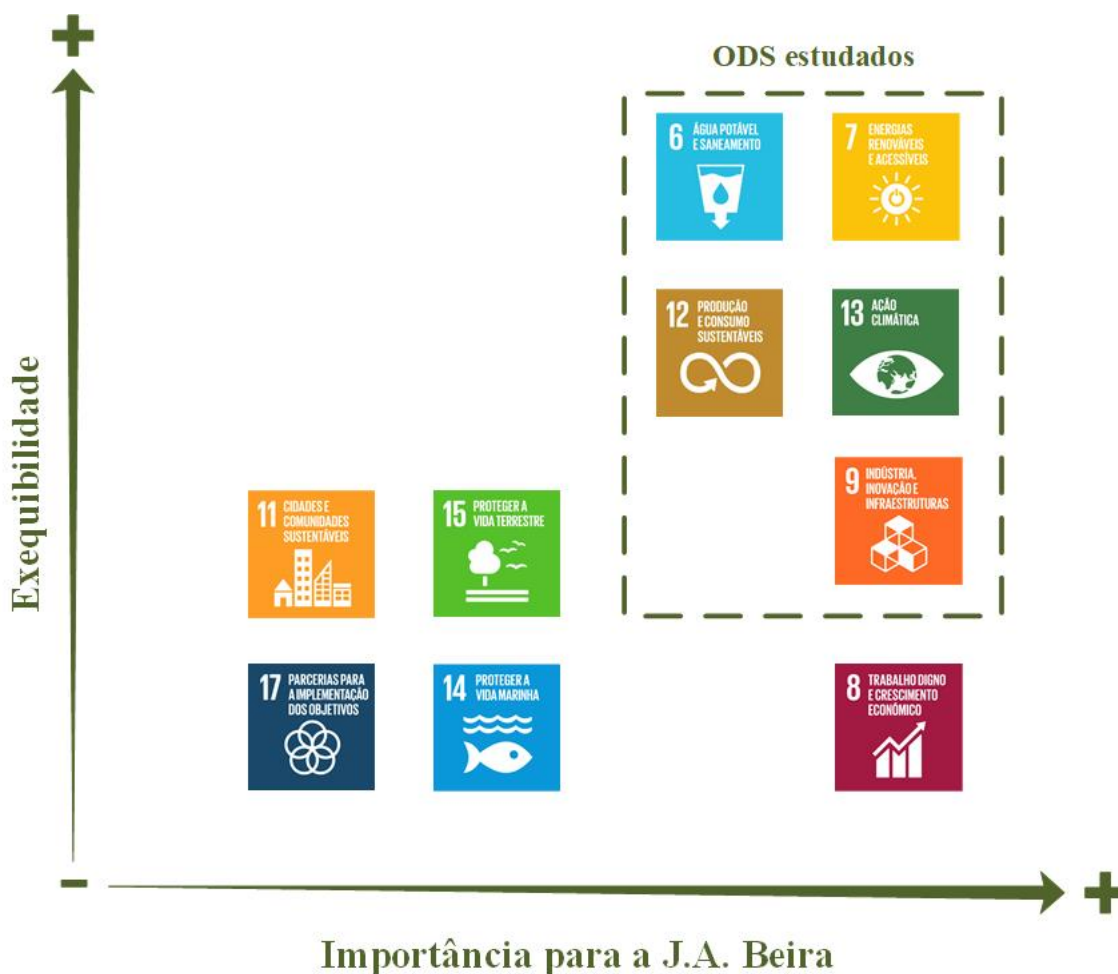 ODS estudados
6 ÁGUA POTÁVEL
E SANEAMENTO
7 ENERGIAS
RENOVÁVEIS
E ACESSÍVEIS
12 PRODUÇÃO
E CONSUMO
SUSTENTÁVEIS
13 AÇÃO
CLIMÁTICA
9 INDÚSTRIA,
INOVAÇÃO E
INFRAESTRUTURAS
11 CIDADES E
COMUNIDADES
SUSTENTÁVEIS
15 PROTEGER A
VIDA TERRESTRE
17 PARCERIAS PARA
A IMPLEMENTAÇÃO
DOS OBJETIVOS
14 PROTEGER A
VIDA MARINHA
8 TRABALHO DIGNO
E CRESCIMENTO
ECONÓMICO
Exequibilidade
Importância para a J.A. Beira